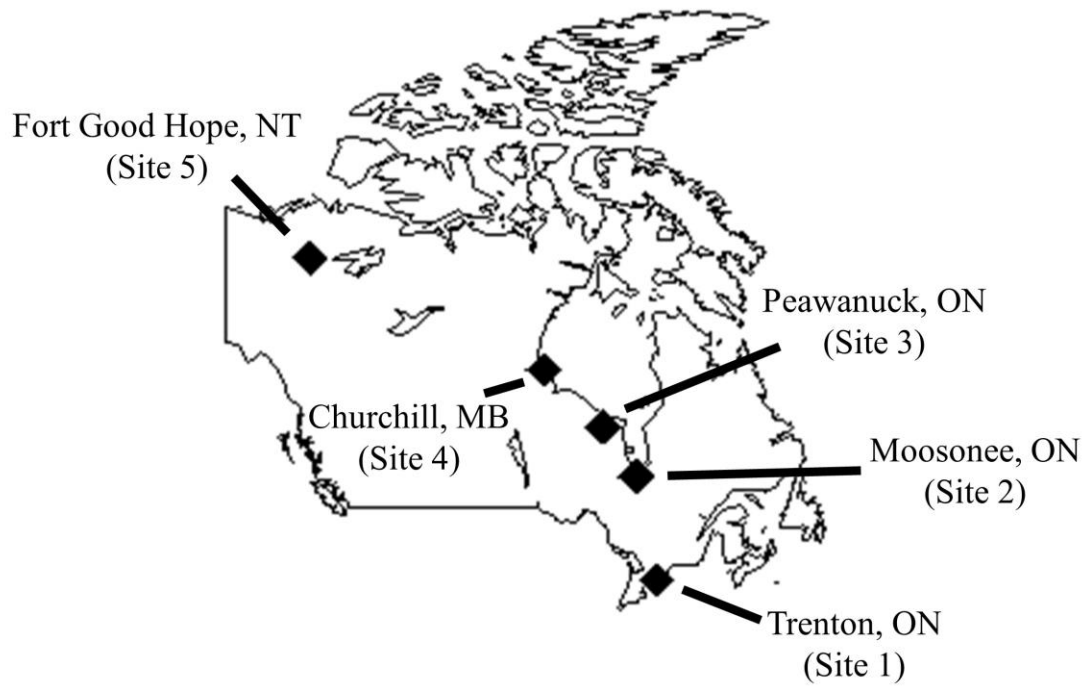 Fort Good Hope, NT
(Site 5)
Peawanuck, ON
(Site 3)
Churchill, MB
(Site 4)
Moosonee, ON
(Site 2)
Trenton, ON
(Site 1)